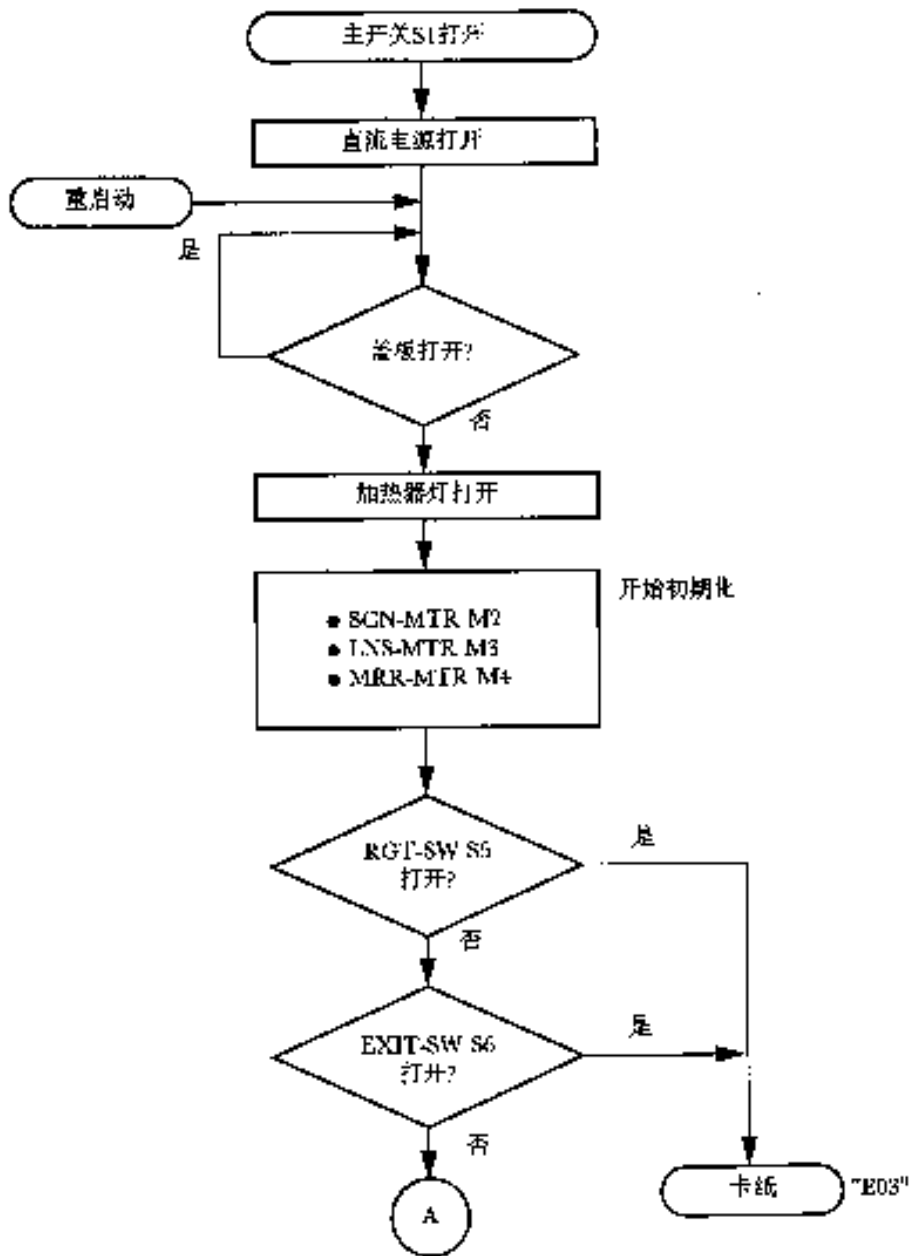 主开关S1打开
直流电源打开
重启动
是
盖板打开?
否
加热器灯打开
开始初期化
● SCN-MTR M2
● LNS-MTR M3
● MRR-MTR M4
RGT-SW S5
打开?
是
否
EXIT-SW S6
打开?
是
否
A
卡纸
"E03"